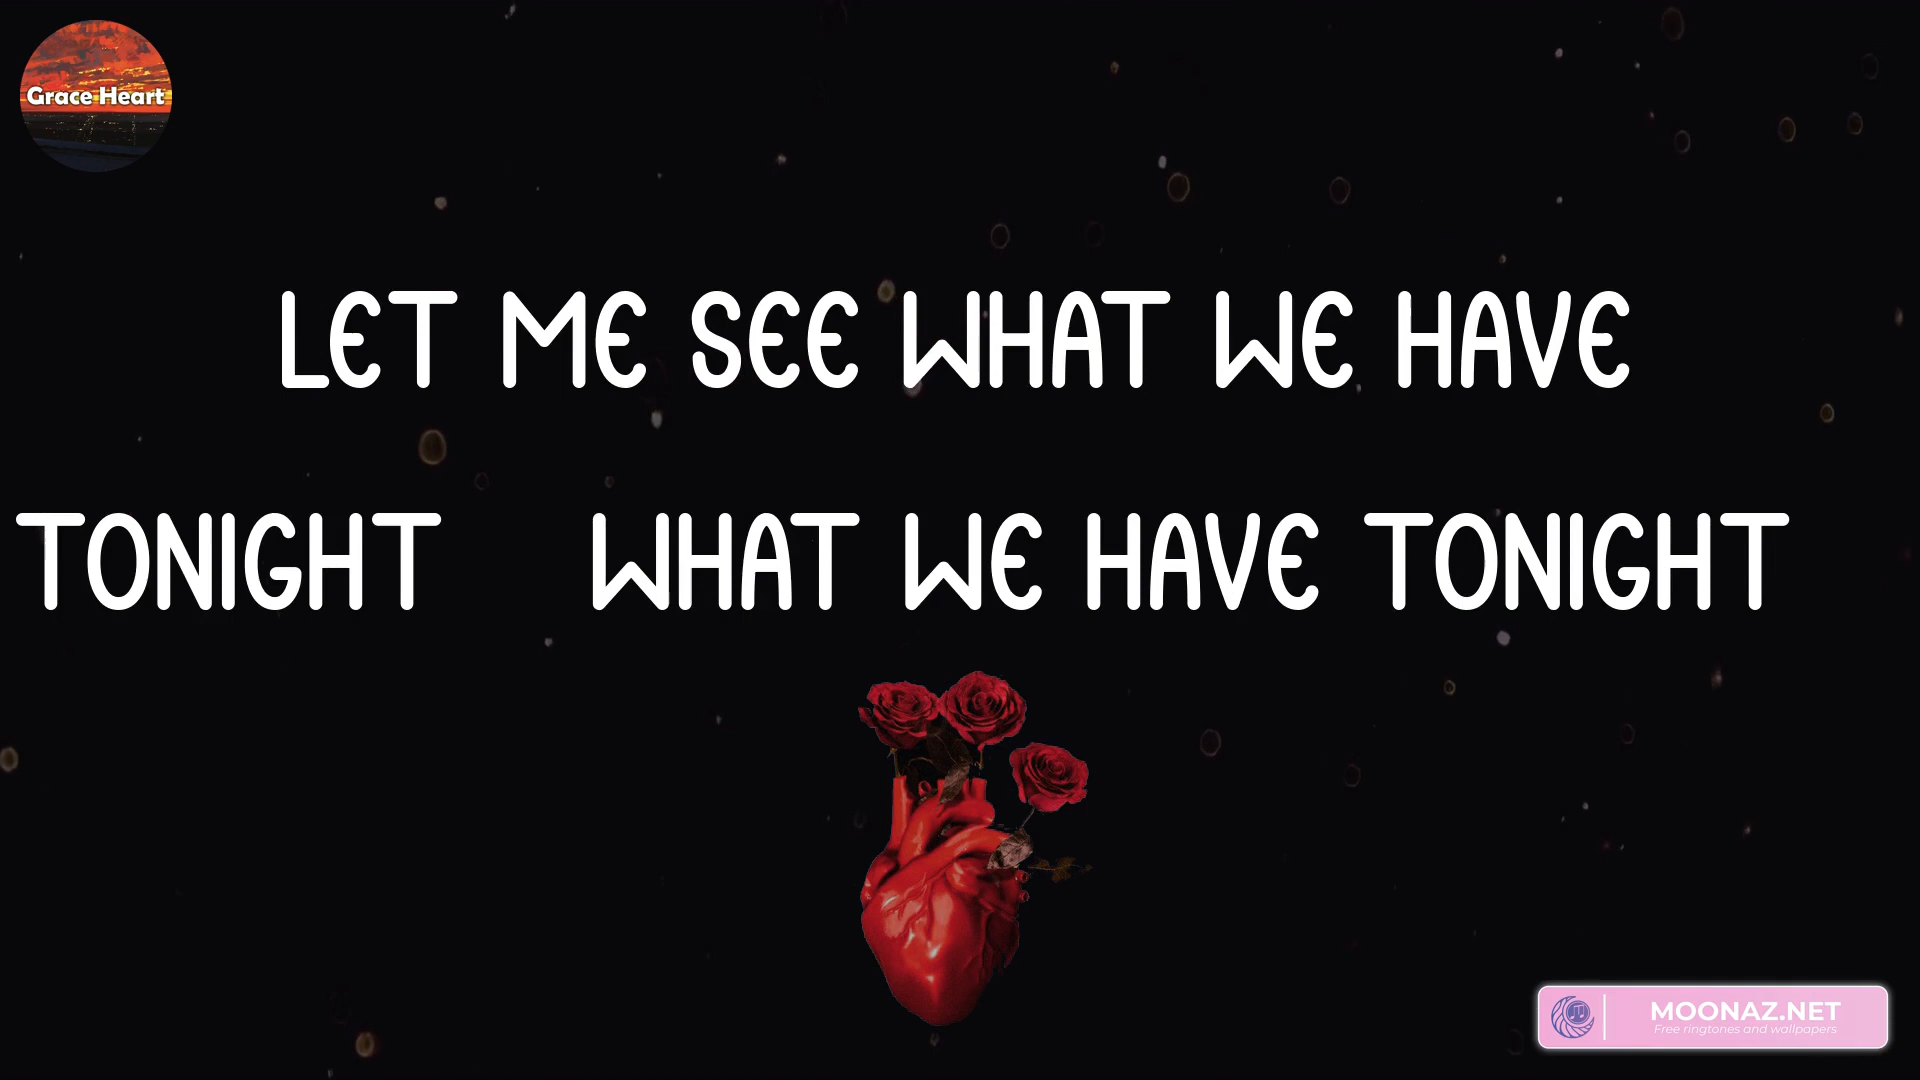 Grace Heart
LET ME SEE WHAT WE HAVE
TONIGHT WHAT WE HAVE TONIGHT
MOONAZ.NET
Free ringtones and wallpapers